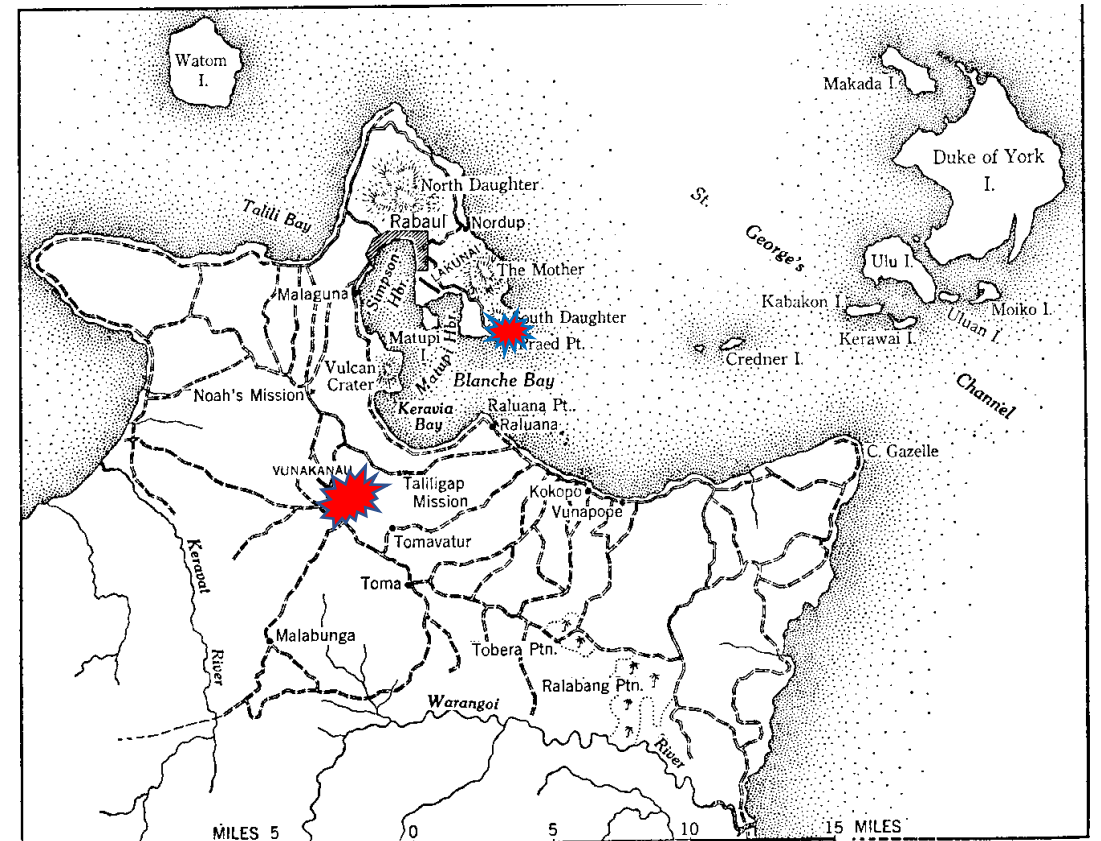 Watom
I.
Makada I.
Duke of York
I.
North Daughter
St.
George's
Channel
Talili Bay
Rabaul
Nordup
LAKUNAI
The Mother
Ulu I.
Simpson
Hbr.
Malaguna
Kabakon I.
Moiko I.
Uluan I.
Kerawai I.
outh Daughter
raed Pt.
Matupi
I.
Matupi Hbr.
Credner I.
Vulcan
Crater
Blanche Bay
Noah's Mission
Keravia
Bay
Raluana Pt.
Raluana
C. Gazelle
VUNAKANAU
Taliligap
Mission
Kokopo
Vunapope
Tomavatur
Keravat
River
Toma
Malabunga
Tobera Ptn.
Ralabang Ptn.
Warangoi
River
MILES 5 0 5 10 15 MILES